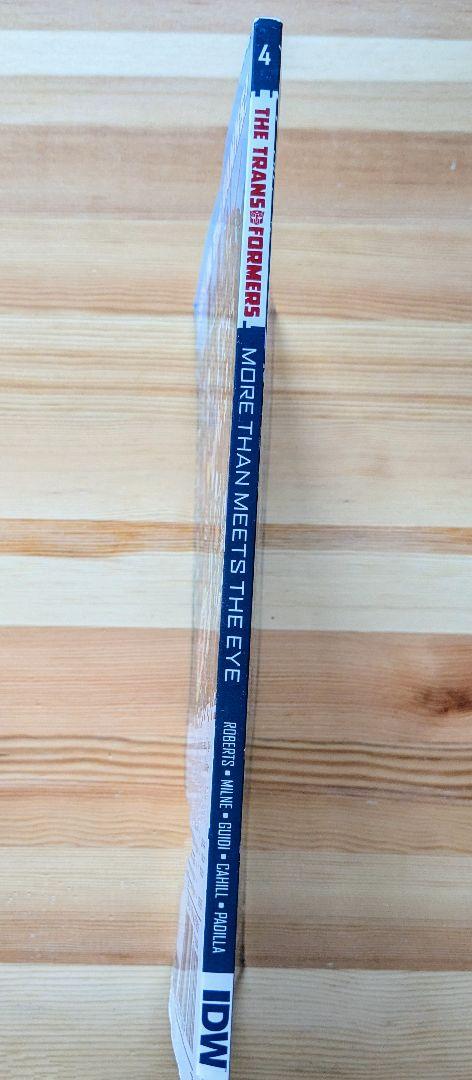 4
THE TRANSFORMERS
MORE THAN MEETS THE EYE
ROBERTS ▪ MILNE ▪ GUIDI ▪ CAHILL ▪ PADILLA
IDW